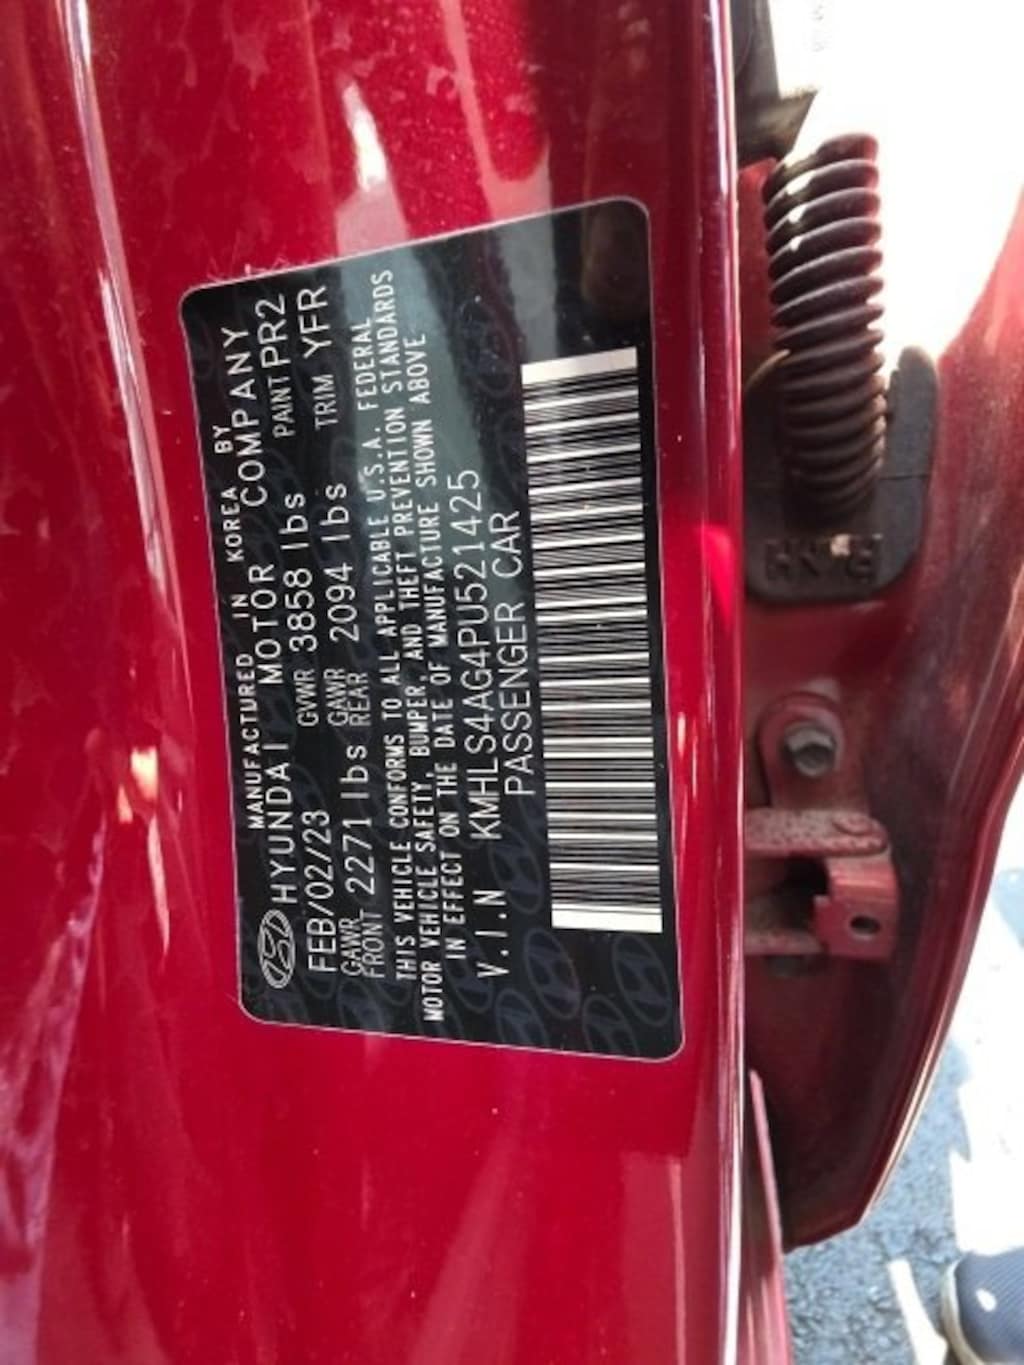 MANUFACTURED IN KOREA BY
HYUNDAI MOTOR COMPANY
FEB/02/23 GVWR 3858 lbs PAINT PR2
GAWR FRONT 2271 lbs GAWR REAR 2094 lbs TRIM YFR
THIS VEHICLE CONFORMS TO ALL APPLICABLE U.S.A. FEDERAL
MOTOR VEHICLE SAFETY, BUMPER, AND THEFT PREVENTION STANDARDS
IN EFFECT ON THE DATE OF MANUFACTURE SHOWN ABOVE
V.I.N KMHLS4AG4PU521425
PASSENGER CAR